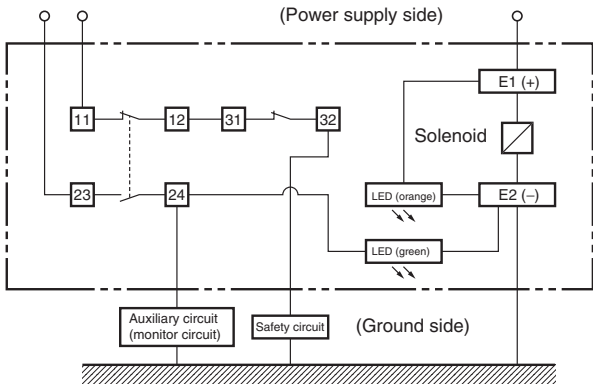 (Power supply side)
E1 (+)
11
12
31
32
Solenoid
23
24
LED (orange)
E2 (–)
LED (green)
Auxiliary circuit
(monitor circuit)
Safety circuit
(Ground side)